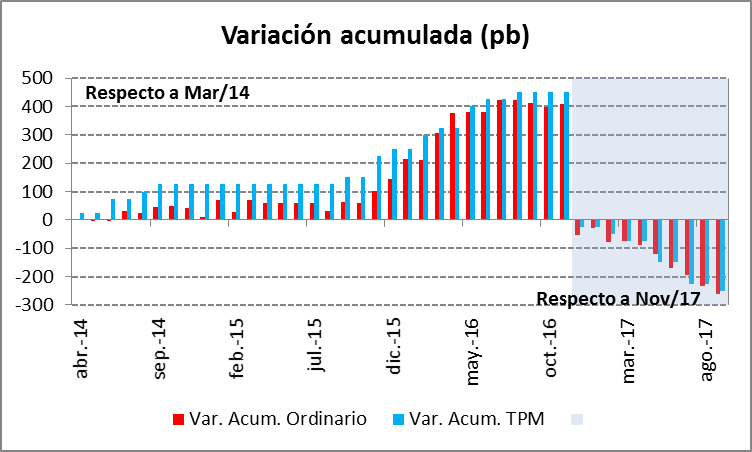 Variación acumulada (pb)
500
Respecto a Mar/14
400
300
200
100
0
-100
-200
Respecto a Nov/17
-300
abr.-14
sep.-14
feb.-15
jul.-15
dic.-15
may.-16
oct.-16
mar.-17
ago.-17
Var. Acum. Ordinario
Var. Acum. TPM